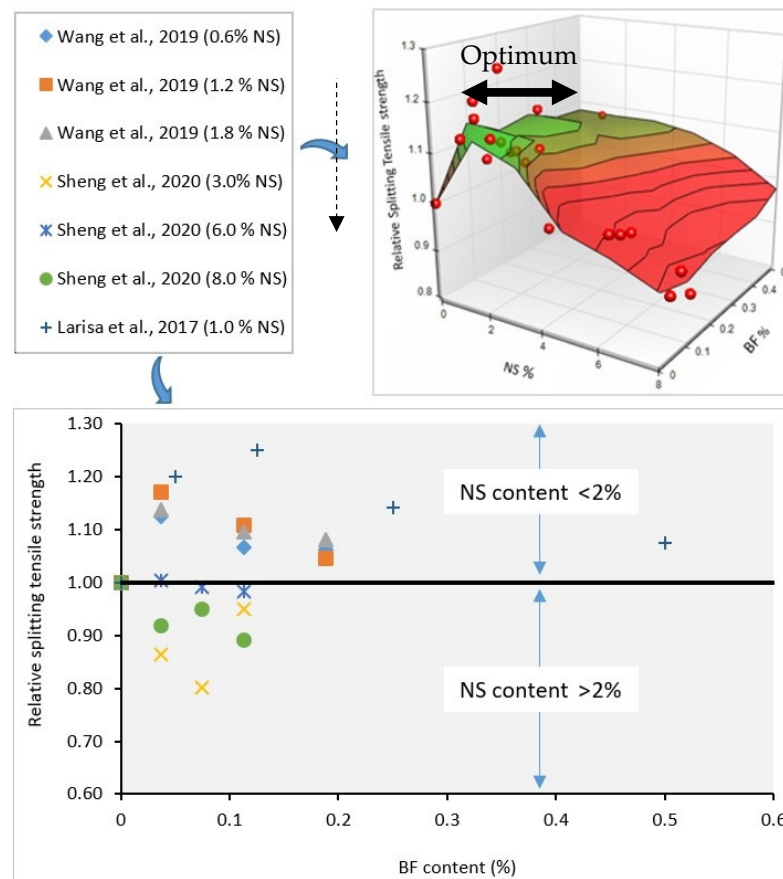 Wang et al., 2019 (0.6% NS)
Wang et al., 2019 (1.2 % NS)
Wang et al., 2019 (1.8 % NS)
Sheng et al., 2020 (3.0% NS)
Sheng et al., 2020 (6.0 % NS)
Sheng et al., 2020 (8.0 % NS)
Larisa et al., 2017 (1.0 % NS)
Optimum
Relative Splitting Tensile strength
1.3
1.2
1.1
1.0
0.9
0.8
0
2
4
6
8
NS %
0
0.1
0.2
0.3
0.4
BF %
Relative splitting tensile strength
1.30
1.20
1.10
1.00
0.90
0.80
0.70
0.60
NS content <2%
NS content >2%
0
0.1
0.2
0.3
0.4
0.5
0.6
BF content (%)